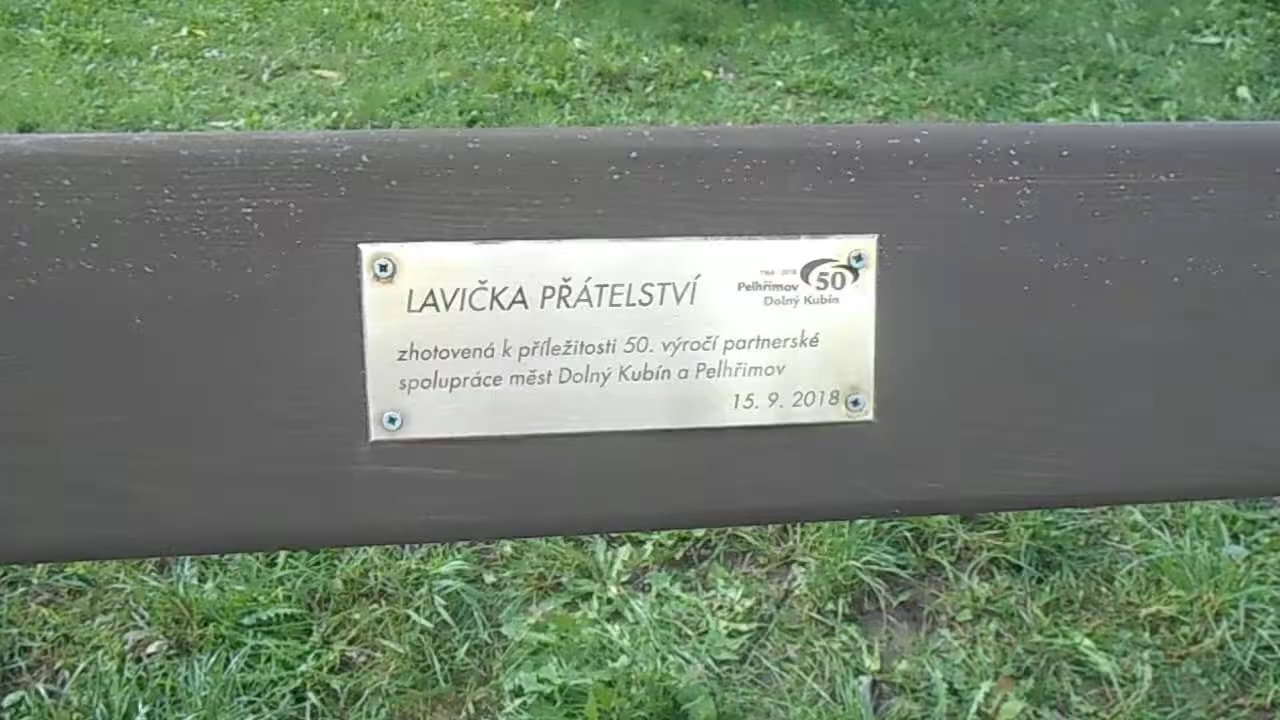 LAVIČKA PŘÁTELSTVÍ
1968 - 2018
50
Pelhřimov
Dolný Kubín
zhotovená k příležitosti 50. výročí partnerské
spolupráce měst Dolný Kubín a Pelhřimov
15. 9. 2018